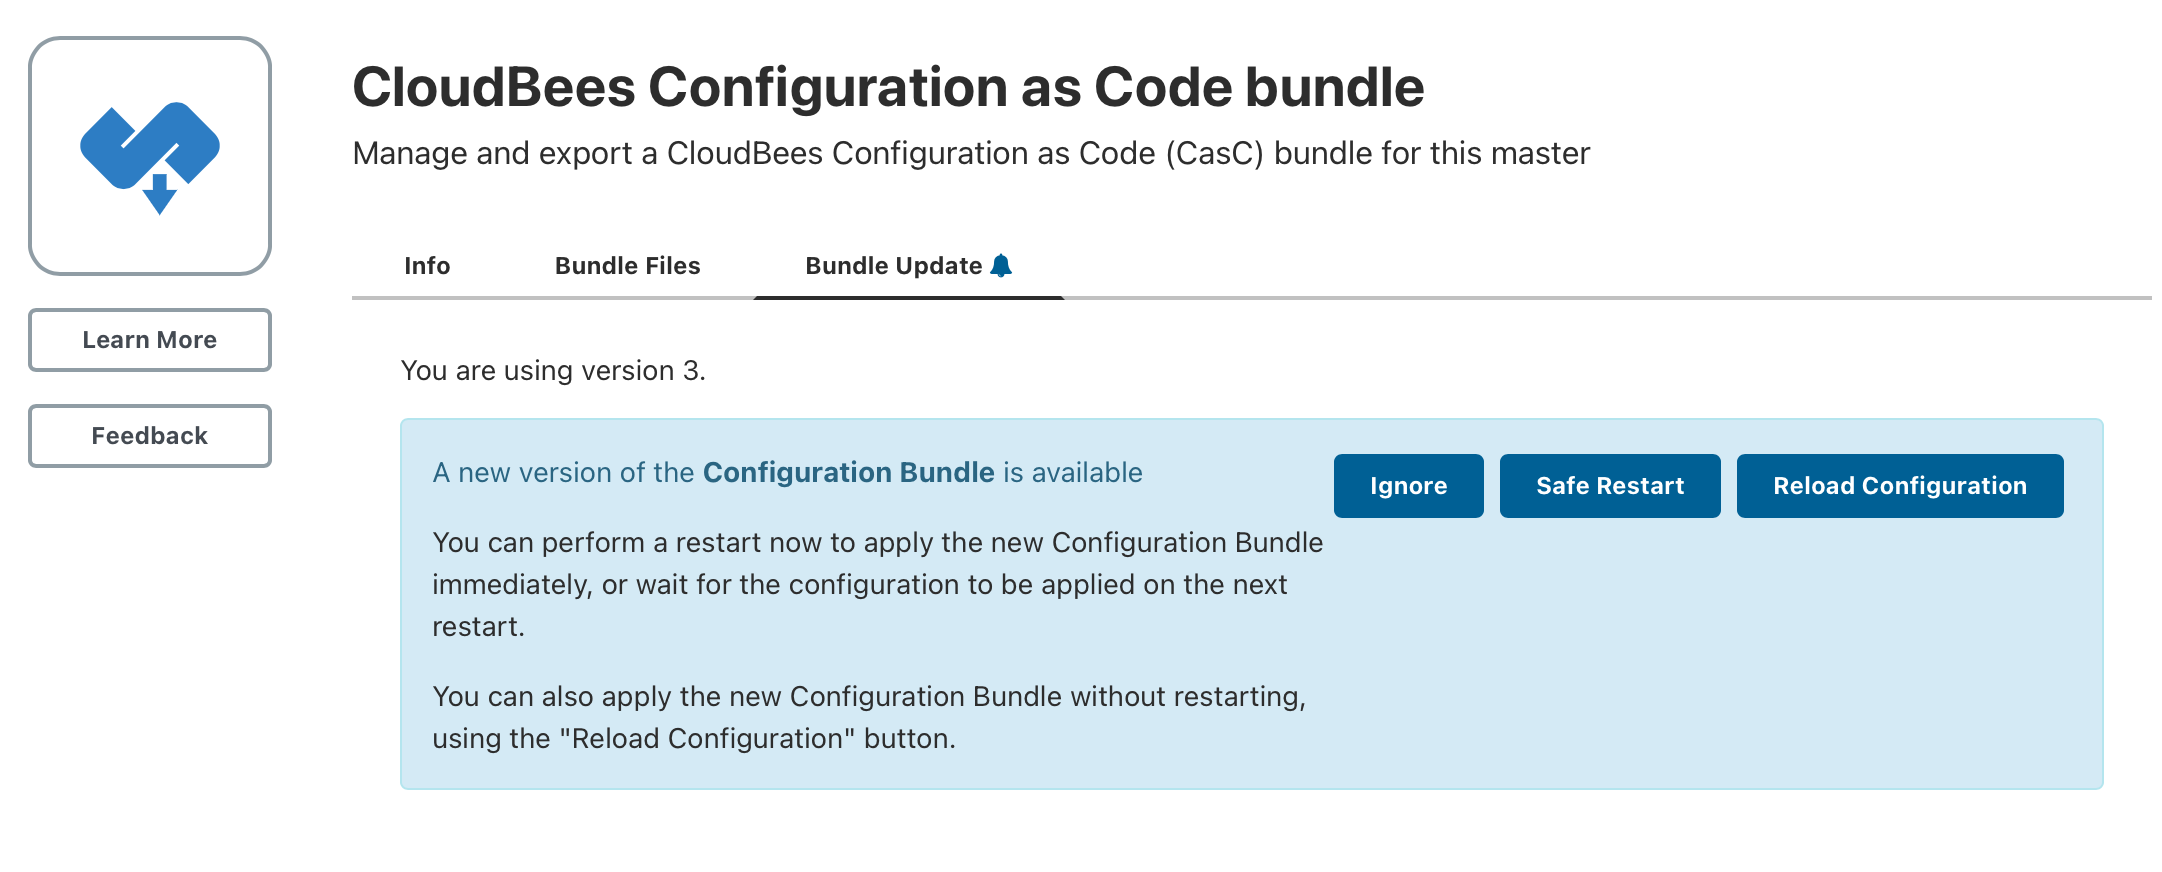 CloudBees Configuration as Code bundle
Manage and export a CloudBees Configuration as Code (CasC) bundle for this master
Learn More
Feedback
Info
Bundle Files
Bundle Update
You are using version 3.
A new version of the Configuration Bundle is available
Ignore
Safe Restart
Reload Configuration
You can perform a restart now to apply the new Configuration Bundle
immediately, or wait for the configuration to be applied on the next
restart.
You can also apply the new Configuration Bundle without restarting,
using the "Reload Configuration" button.